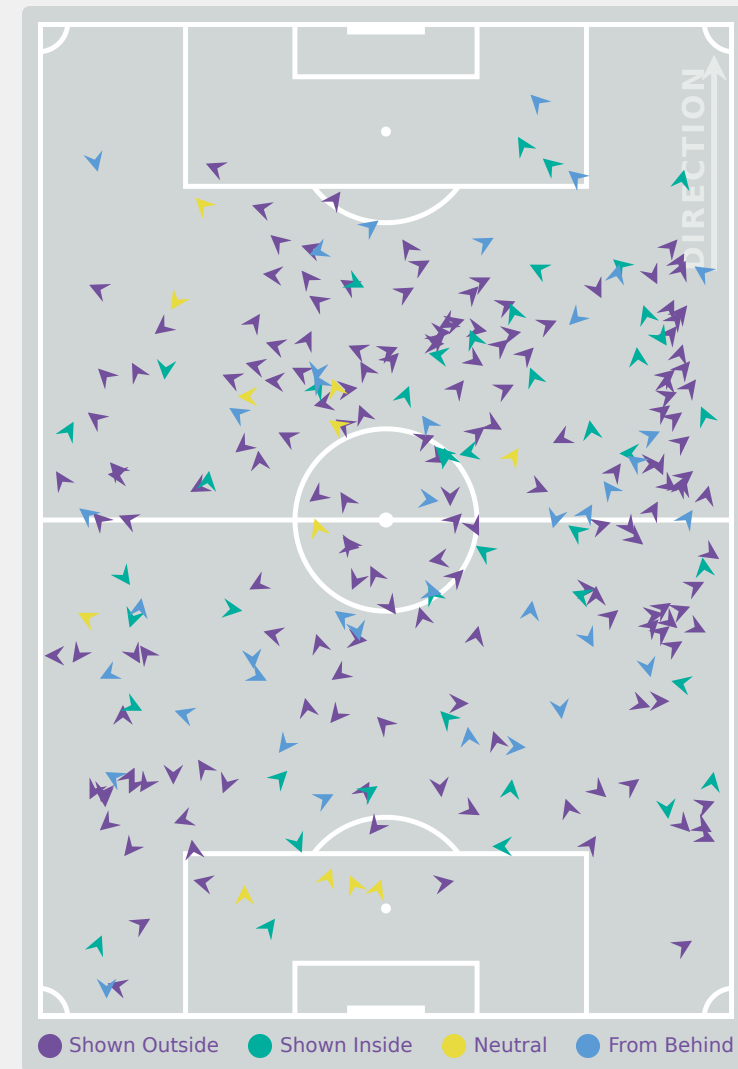 DIRECTION
Shown Outside
Shown Inside
Neutral
From Behind